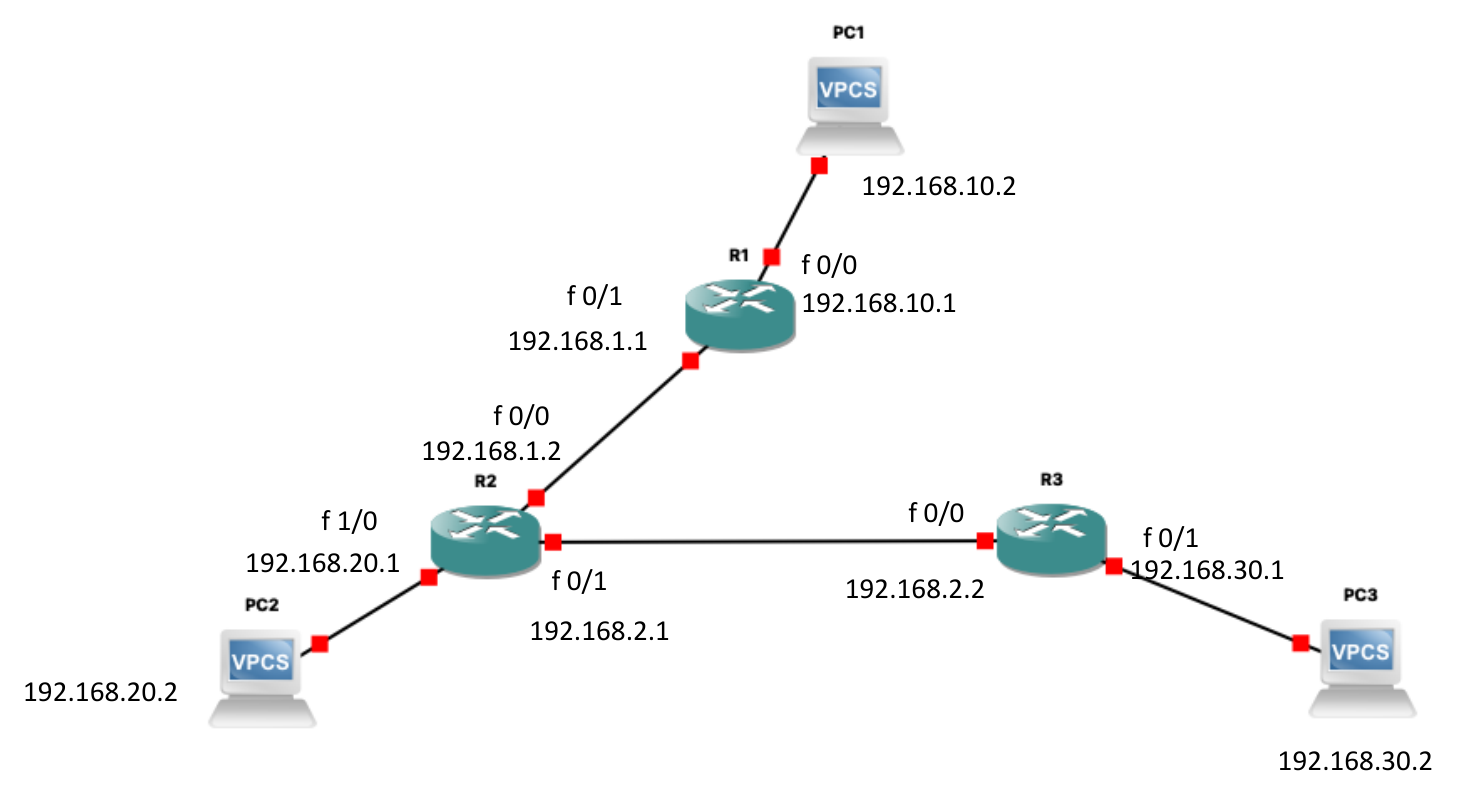 PC1
VPCS
192.168.10.2
R1
f 0/0
192.168.10.1
f 0/1
192.168.1.1
f 0/0
192.168.1.2
R2
f 1/0
192.168.20.1
f 0/1
192.168.2.1
PC2
VPCS
192.168.20.2
R3
f 0/0
192.168.2.2
f 0/1
192.168.30.1
PC3
VPCS
192.168.30.2